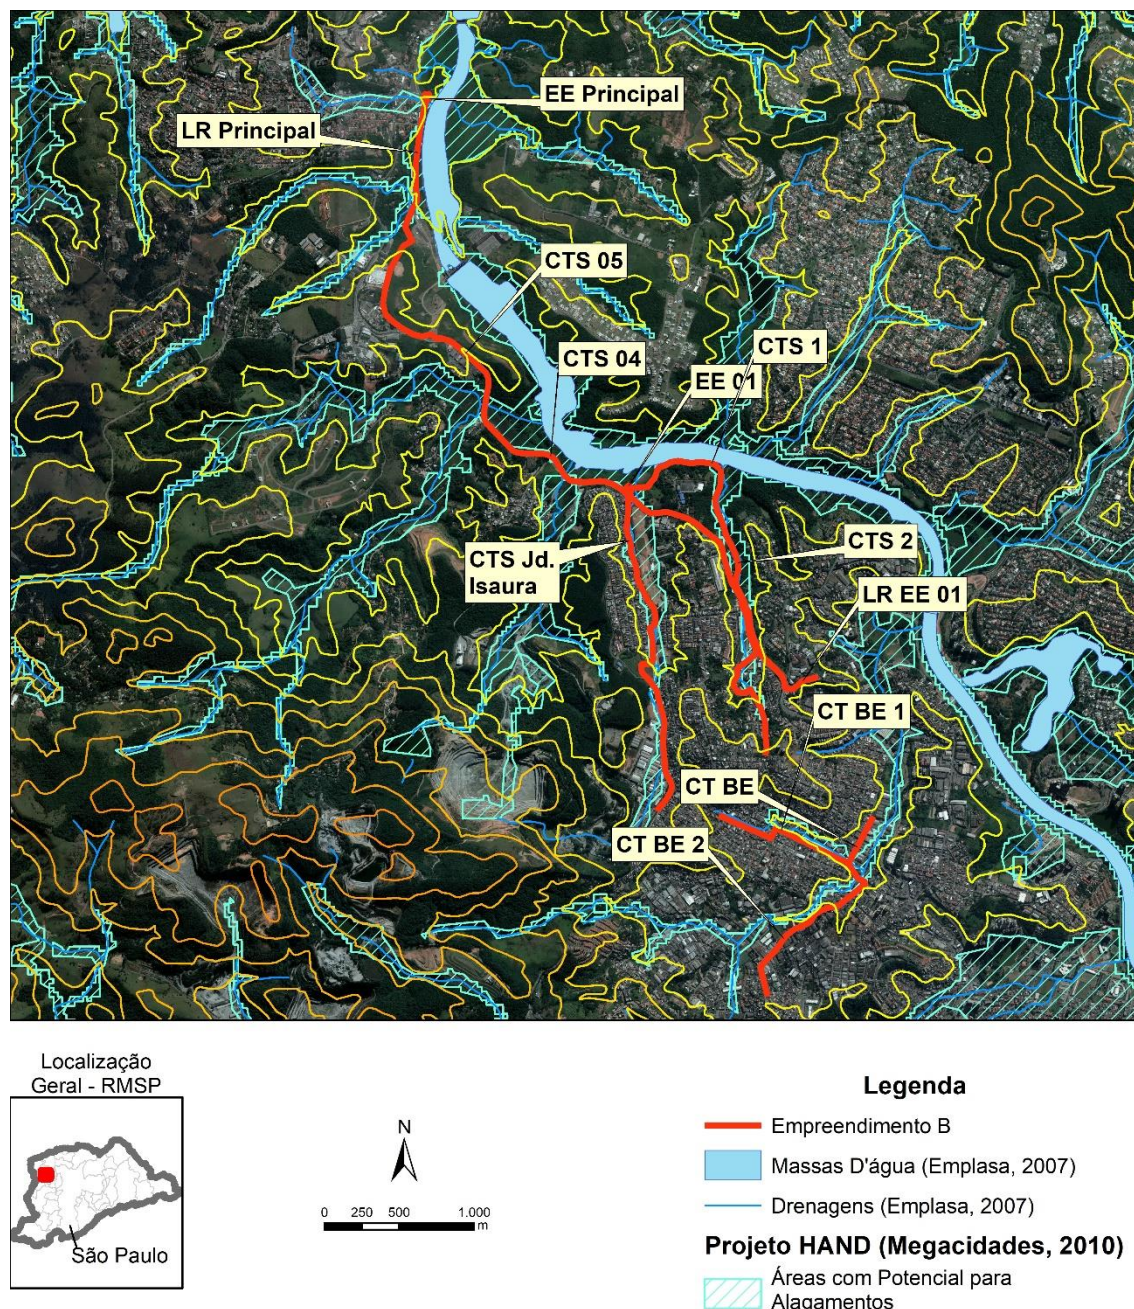 EE Principal
LR Principal
CTS 05
CTS 1
CTS 04
EE 01
CTS 2
CTS Jd.
Isaura
LR EE 01
CT BE 1
CT BE
CT BE 2
Localização
Geral - RMSP
São Paulo
N
0 250 500 1.000
m
Legenda
Empreendimento B
Massas D'água (Emplasa, 2007)
Drenagens (Emplasa, 2007)
Projeto HAND (Megacidades, 2010)
Áreas com Potencial para
Alagamentos